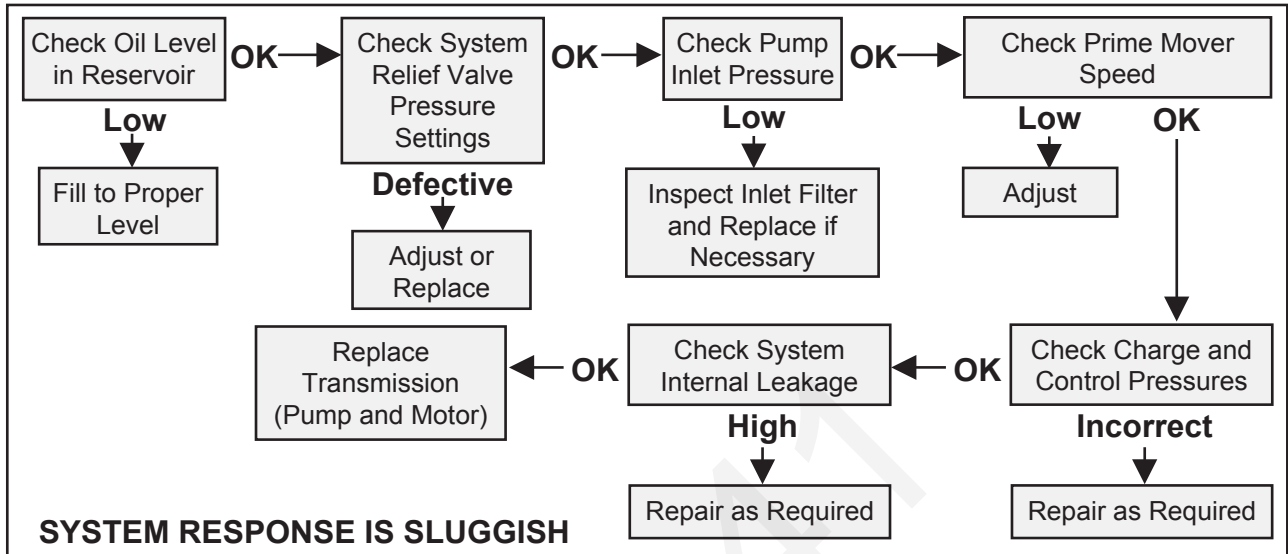 Check Oil Level
in Reservoir
OK
Check System
Relief Valve
Pressure
Settings
OK
Check Pump
Inlet Pressure
OK
Check Prime Mover
Speed
Low
Fill to Proper
Level
Defective
Adjust or
Replace
Low
Inspect Inlet Filter
and Replace if
Necessary
Low
Adjust
OK
Check Charge and
Control Pressures
Incorrect
Repair as Required
OK
Check System
Internal Leakage
High
Repair as Required
OK
Replace
Transmission
(Pump and Motor)
SYSTEM RESPONSE IS SLUGGISH